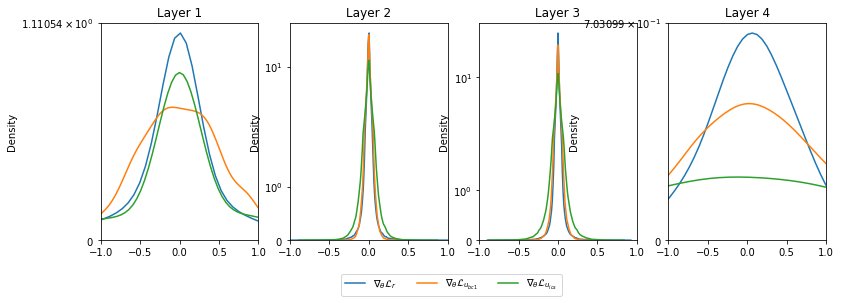 Layer 1
Layer 2
Layer 3
Layer 4
1.11054 × 10⁰
10¹
10¹
7.03099 × 10⁻¹
Density
Density
Density
Density
10⁰
10⁰
0
0
0
0
−1.0 −0.5 0.0 0.5 1.0
−1.0 −0.5 0.0 0.5 1.0
−1.0 −0.5 0.0 0.5 1.0
−1.0 −0.5 0.0 0.5 1.0
∇θℒr ∇θℒu_bc1 ∇θℒu_ics